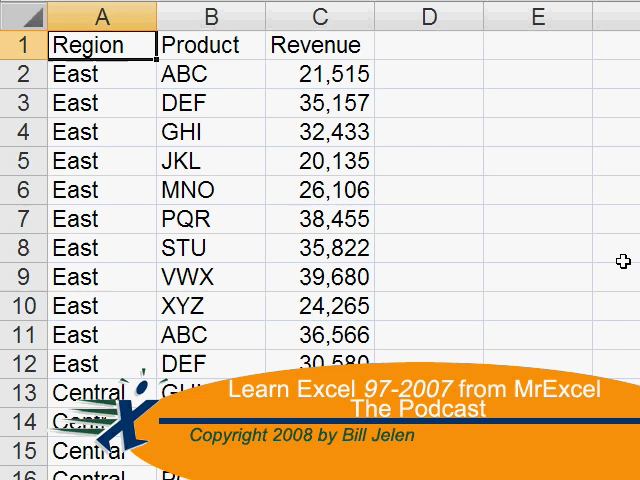 A B C D E
1 Region Product Revenue
2 East ABC 21,515
3 East DEF 35,157
4 East GHI 32,433
5 East JKL 20,135
6 East MNO 26,106
7 East PQR 38,455
8 East STU 35,822
9 East VWX 39,680
10 East XYZ 24,265
11 East ABC 36,566
12 East DEF 30,580
13 Central
14 Central
15 Central
16 Central
Learn Excel 97-2007 from MrExcel
The Podcast
Copyright 2008 by Bill Jelen